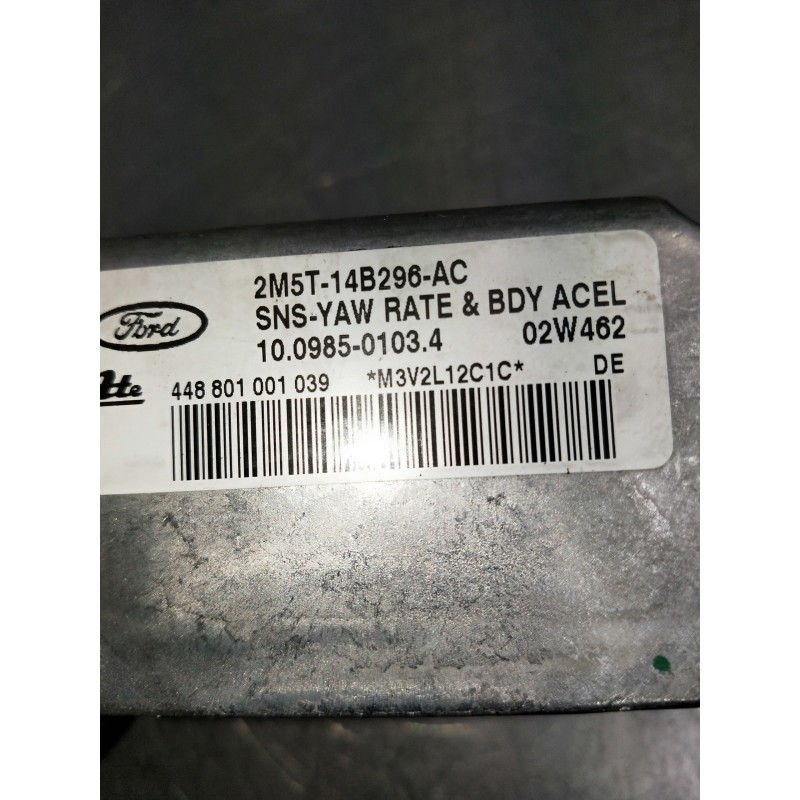 2M5T-14B296-AC
Ford
SNS-YAW RATE & BDY ACEL
10.0985-0103.4 02W462
448 801 001 039 *M3V2L12C1C* DE